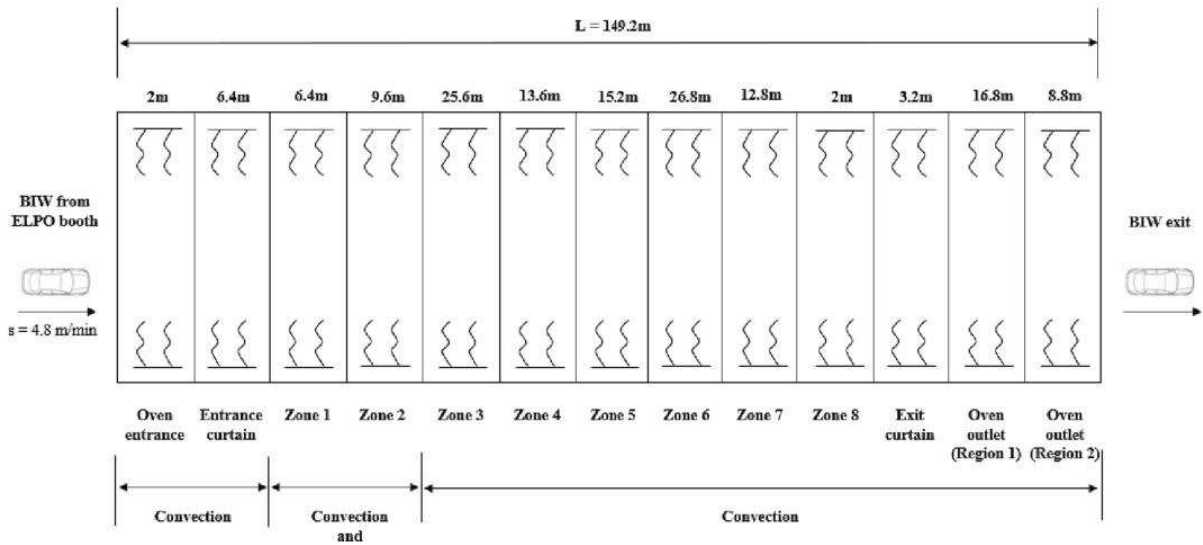 L = 149.2m
2m 6.4m 6.4m 9.6m 25.6m 13.6m 15.2m 26.8m 12.8m 2m 3.2m 16.8m 8.8m
BIW from
ELPO booth
s = 4.8 m/min
BIW exit
Oven
entrance
Entrance
curtain
Zone 1
Zone 2
Zone 3
Zone 4
Zone 5
Zone 6
Zone 7
Zone 8
Exit
curtain
Oven
outlet
(Region 1)
Oven
outlet
(Region 2)
Convection
Convection
and
Convection